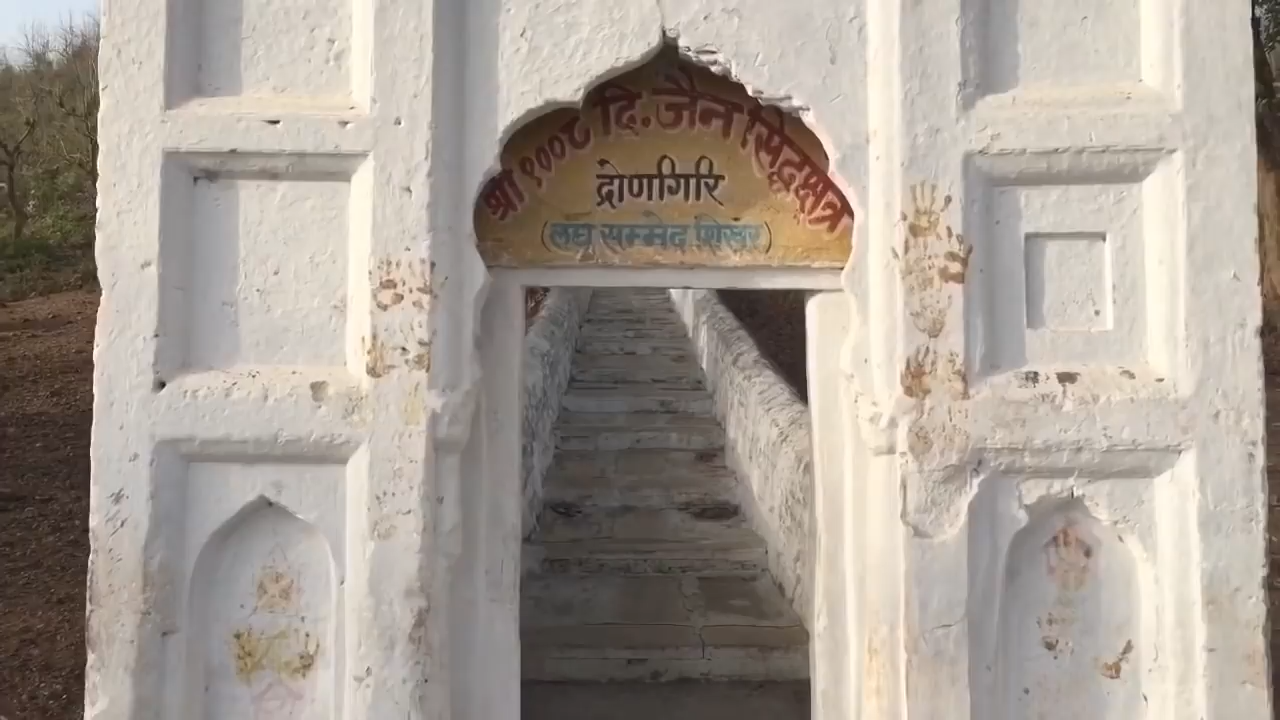 श्री १००८ दि. जैन सिद्धक्षेत्र
द्रोणगिरि
(लघु सम्मेद शिखर)